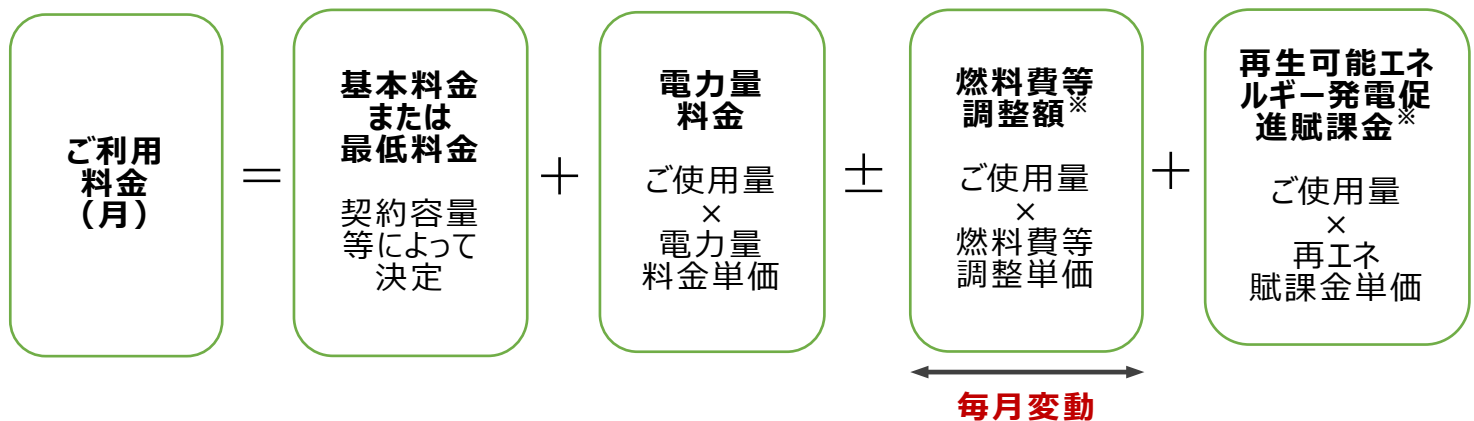 ご利用
料金
（月）
＝
基本料金
または
最低料金
契約容量
等によって
決定
＋
電力量
料金
ご使用量
×
電力量
料金単価
±
燃料費等
調整額※
ご使用量
×
燃料費等
調整単価
＋
再生可能エネ
ルギー発電促
進賦課金※
ご使用量
×
再エネ
賦課金単価
毎月変動